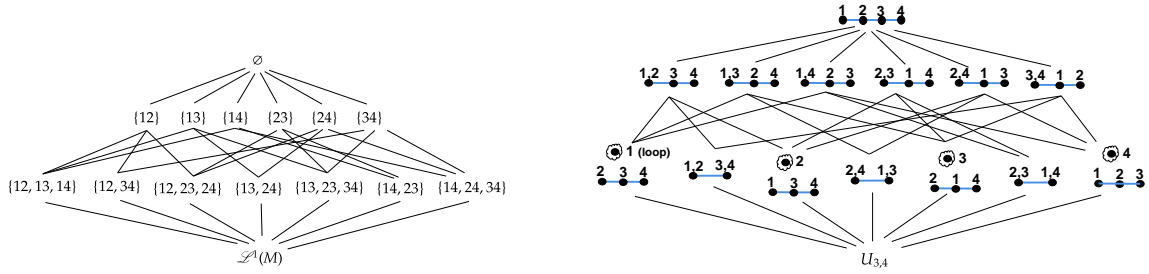 ∅
{12} {13} {14} {23} {24} {34}
{12, 13, 14} {12, 34} {12, 23, 24} {13, 24} {13, 23, 34} {14, 23} {14, 24, 34}
ℒ¹(M)
1 2 3 4
1,2 3 4 1,3 2 4 1,4 2 3 2,3 1 4 2,4 1 3 3,4 1 2
1 (loop) 2 3 4
2 3 4 1,2 3,4 1 3 4 2,4 1,3 2 1 4 2,3 1,4 1 2 3
U₃,₄